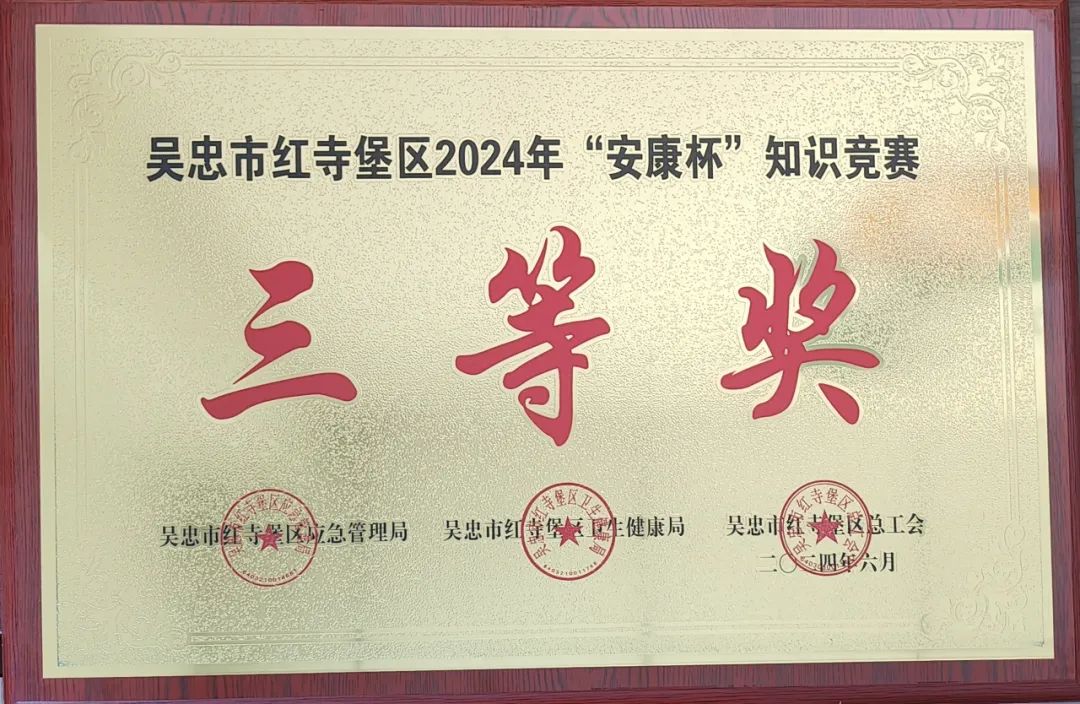 吴忠市红寺堡区2024年“安康杯”知识竞赛
三等奖
吴忠市红寺堡区应急管理局 吴忠市红寺堡区卫生健康局 吴忠市红寺堡区总工会
二〇二四年六月